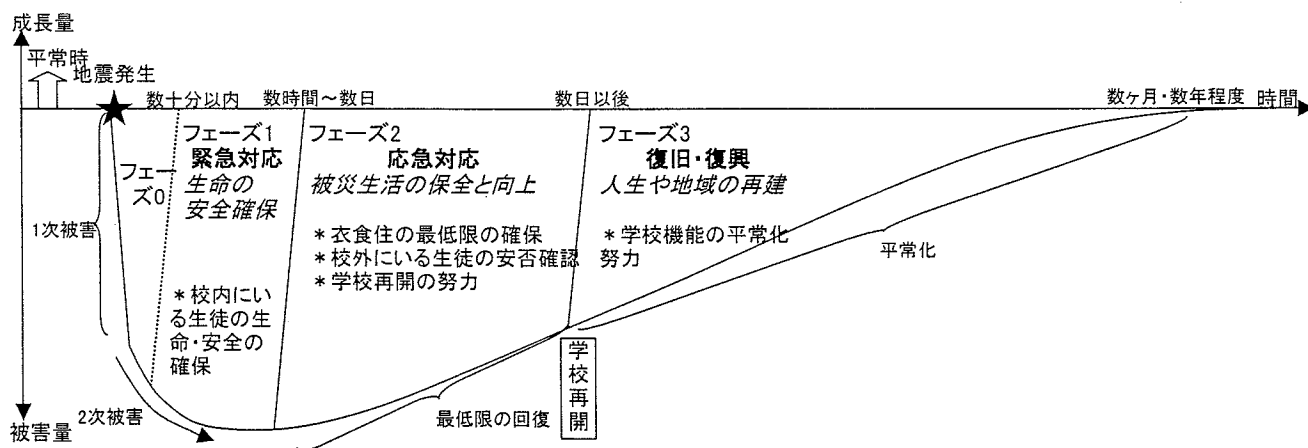 成長量
平常時
地震発生
数十分以内
数時間～数日
数日以後
数ヶ月・数年程度
時間
フェー
ズ0
フェーズ1
緊急対応
生命の
安全確保
＊校内にい
る生徒の生
命・安全の
確保
フェーズ2
応急対応
被災生活の保全と向上
＊衣食住の最低限の確保
＊校外にいる生徒の安否確認
＊学校再開の努力
フェーズ3
復旧・復興
人生や地域の再建
＊学校機能の平常化
努力
1次被害
平常化
学
校
再
開
2次被害
最低限の回復
被害量